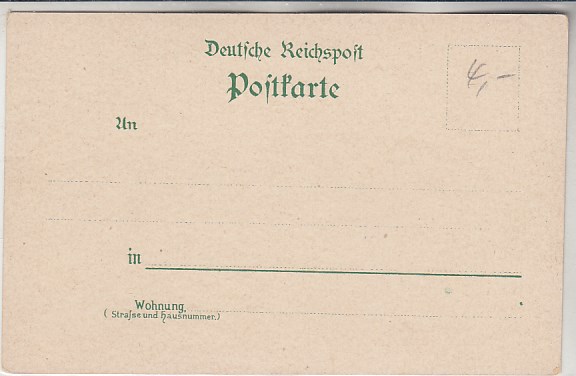 Deutſche Reichspoſt
Poſtkarte
4,–
An
in
Wohnung
( Straſse und Hausnummer.)